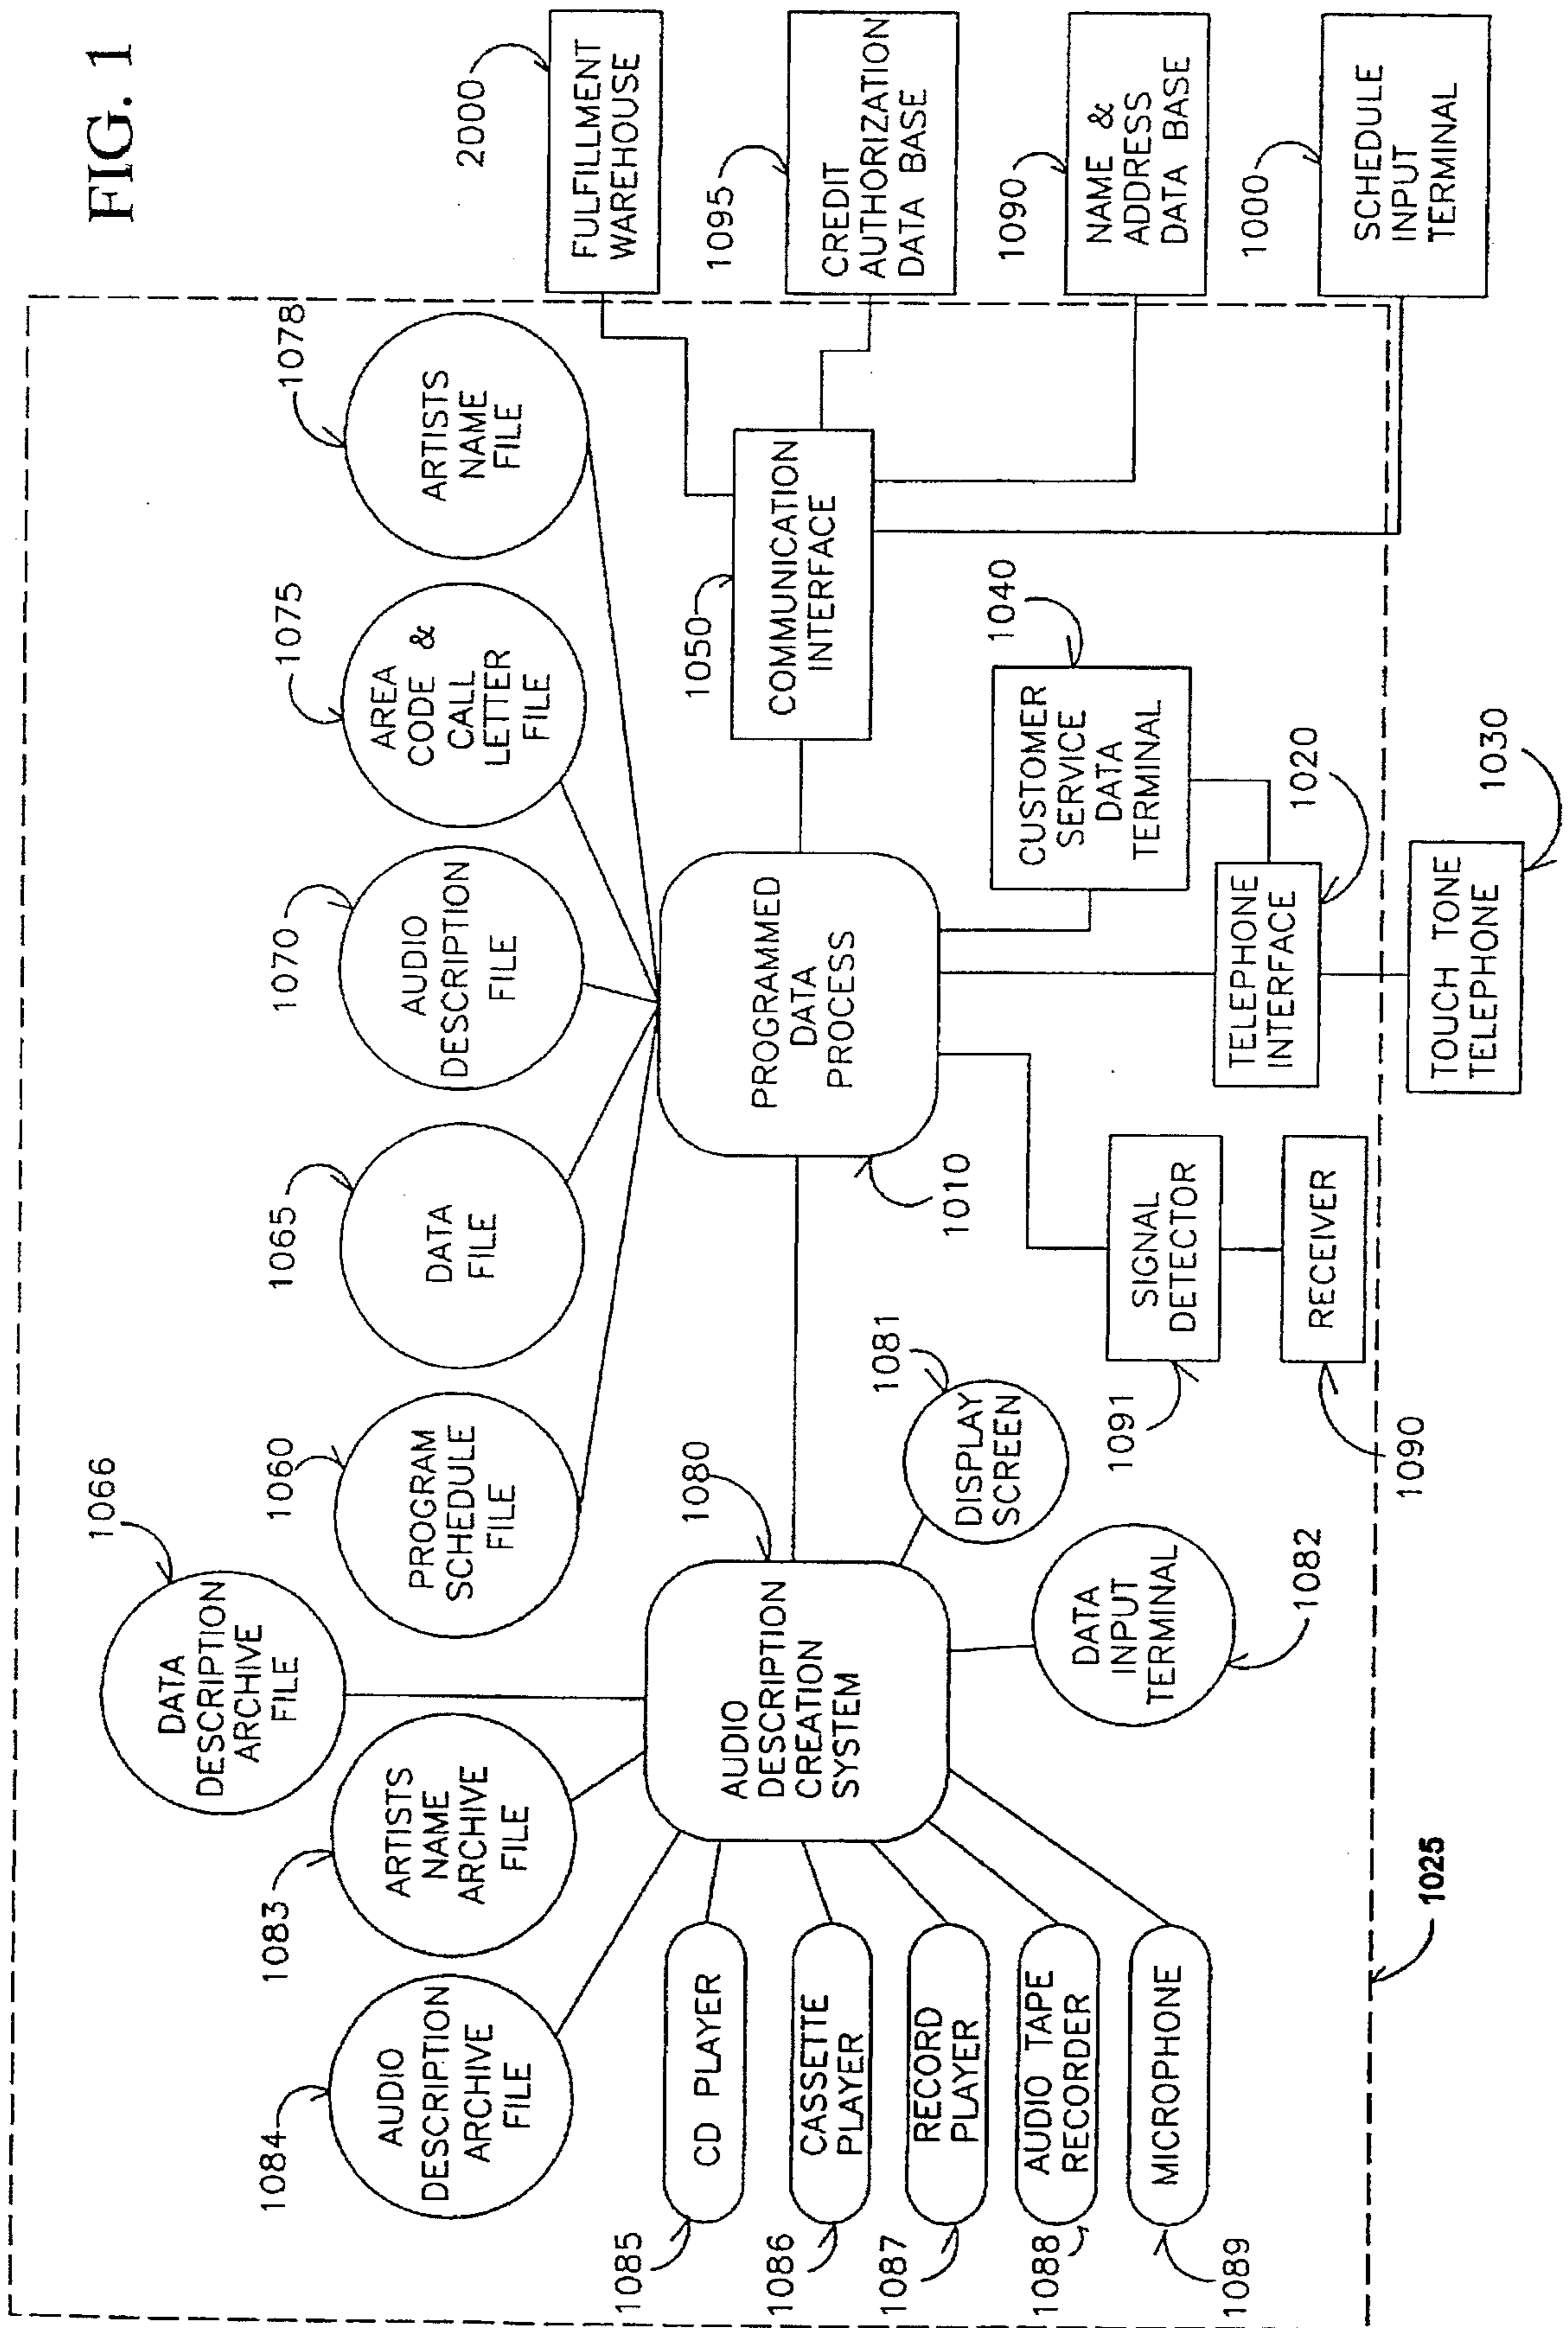 FIG. 1
1066
DATA
DESCRIPTION
ARCHIVE
FILE
1084
AUDIO
DESCRIPTION
ARCHIVE
FILE
1083
ARTISTS
NAME
ARCHIVE
FILE
1060
PROGRAM
SCHEDULE
FILE
1065
DATA
FILE
1070
AUDIO
DESCRIPTION
FILE
1075
AREA
CODE &
CALL
LETTER
FILE
1078
ARTISTS
NAME
FILE
2000
FULFILLMENT
WAREHOUSE
1095
CREDIT
AUTHORIZATION
DATA BASE
1090
NAME &
ADDRESS
DATA BASE
1000
SCHEDULE
INPUT
TERMINAL
1050
COMMUNICATION
INTERFACE
PROGRAMMED
DATA
PROCESS
1010
1080
AUDIO
DESCRIPTION
CREATION
SYSTEM
1085
CD PLAYER
1086
CASSETTE
PLAYER
1087
RECORD
PLAYER
1088
AUDIO TAPE
RECORDER
1089
MICROPHONE
1081
DISPLAY
SCREEN
DATA
INPUT
TERMINAL
1082
SIGNAL
DETECTOR
1091
RECEIVER
1090
1040
CUSTOMER
SERVICE
DATA
TERMINAL
TELEPHONE
INTERFACE
1020
TOUCH TONE
TELEPHONE
1030
1025